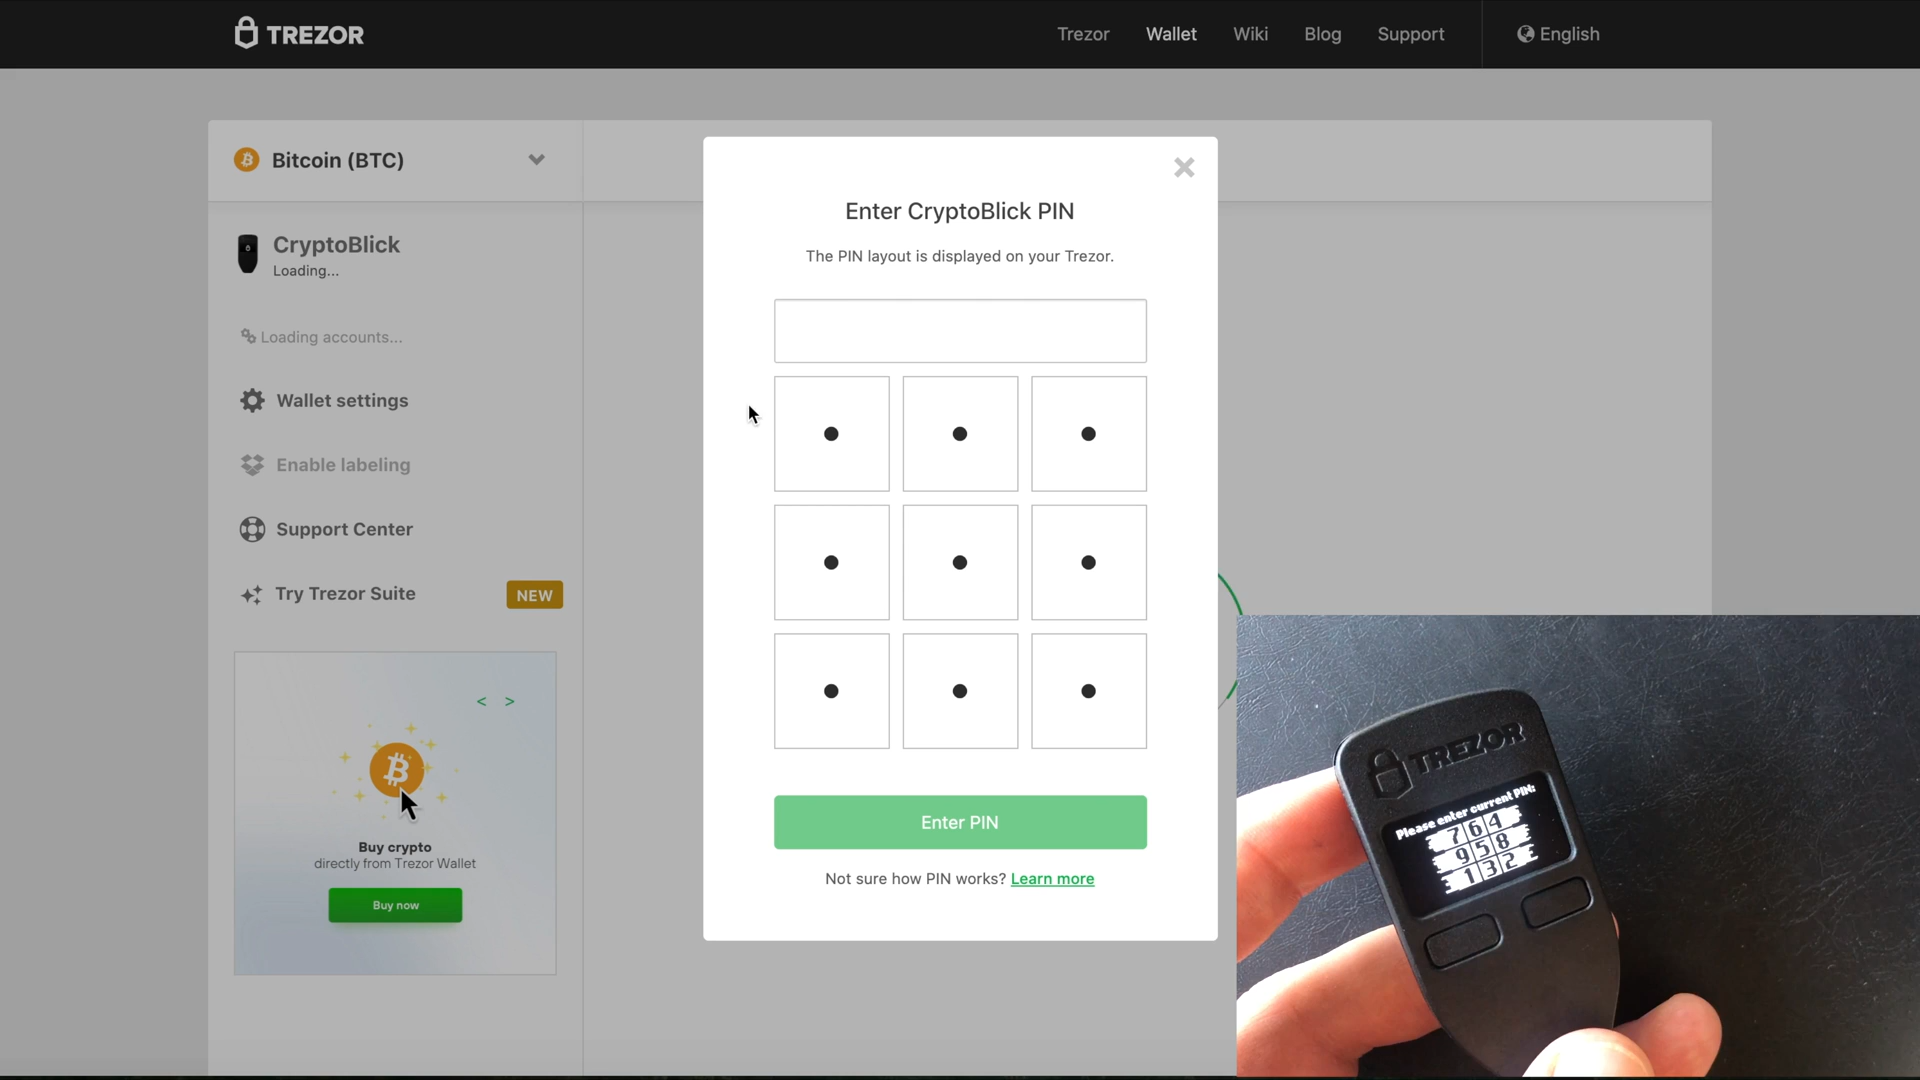 TREZOR
Trezor Wallet Wiki Blog Support English
Bitcoin (BTC)
CryptoBlick
Loading...
Loading accounts...
Wallet settings
Enable labeling
Support Center
Try Trezor Suite NEW
< >
Buy crypto
directly from Trezor Wallet
Buy now
Enter CryptoBlick PIN
The PIN layout is displayed on your Trezor.
Enter PIN
Not sure how PIN works? Learn more
TREZOR
Please enter current PIN:
7 6 4
9 5 8
1 3 2